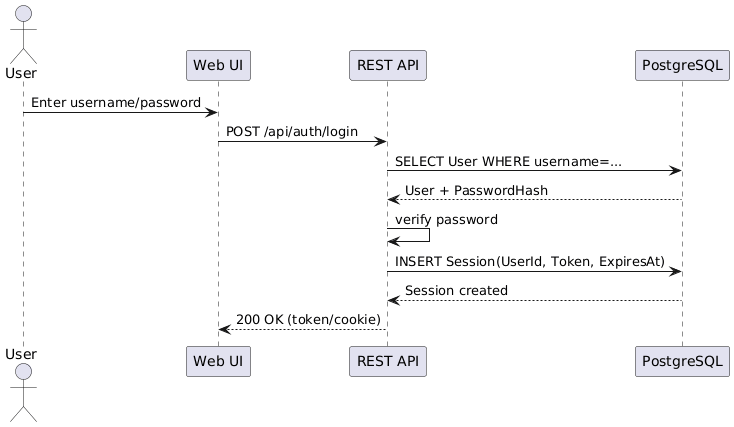 User
Web UI
REST API
PostgreSQL
Enter username/password
POST /api/auth/login
SELECT User WHERE username=...
User + PasswordHash
verify password
INSERT Session(UserId, Token, ExpiresAt)
Session created
200 OK (token/cookie)
User
Web UI
REST API
PostgreSQL